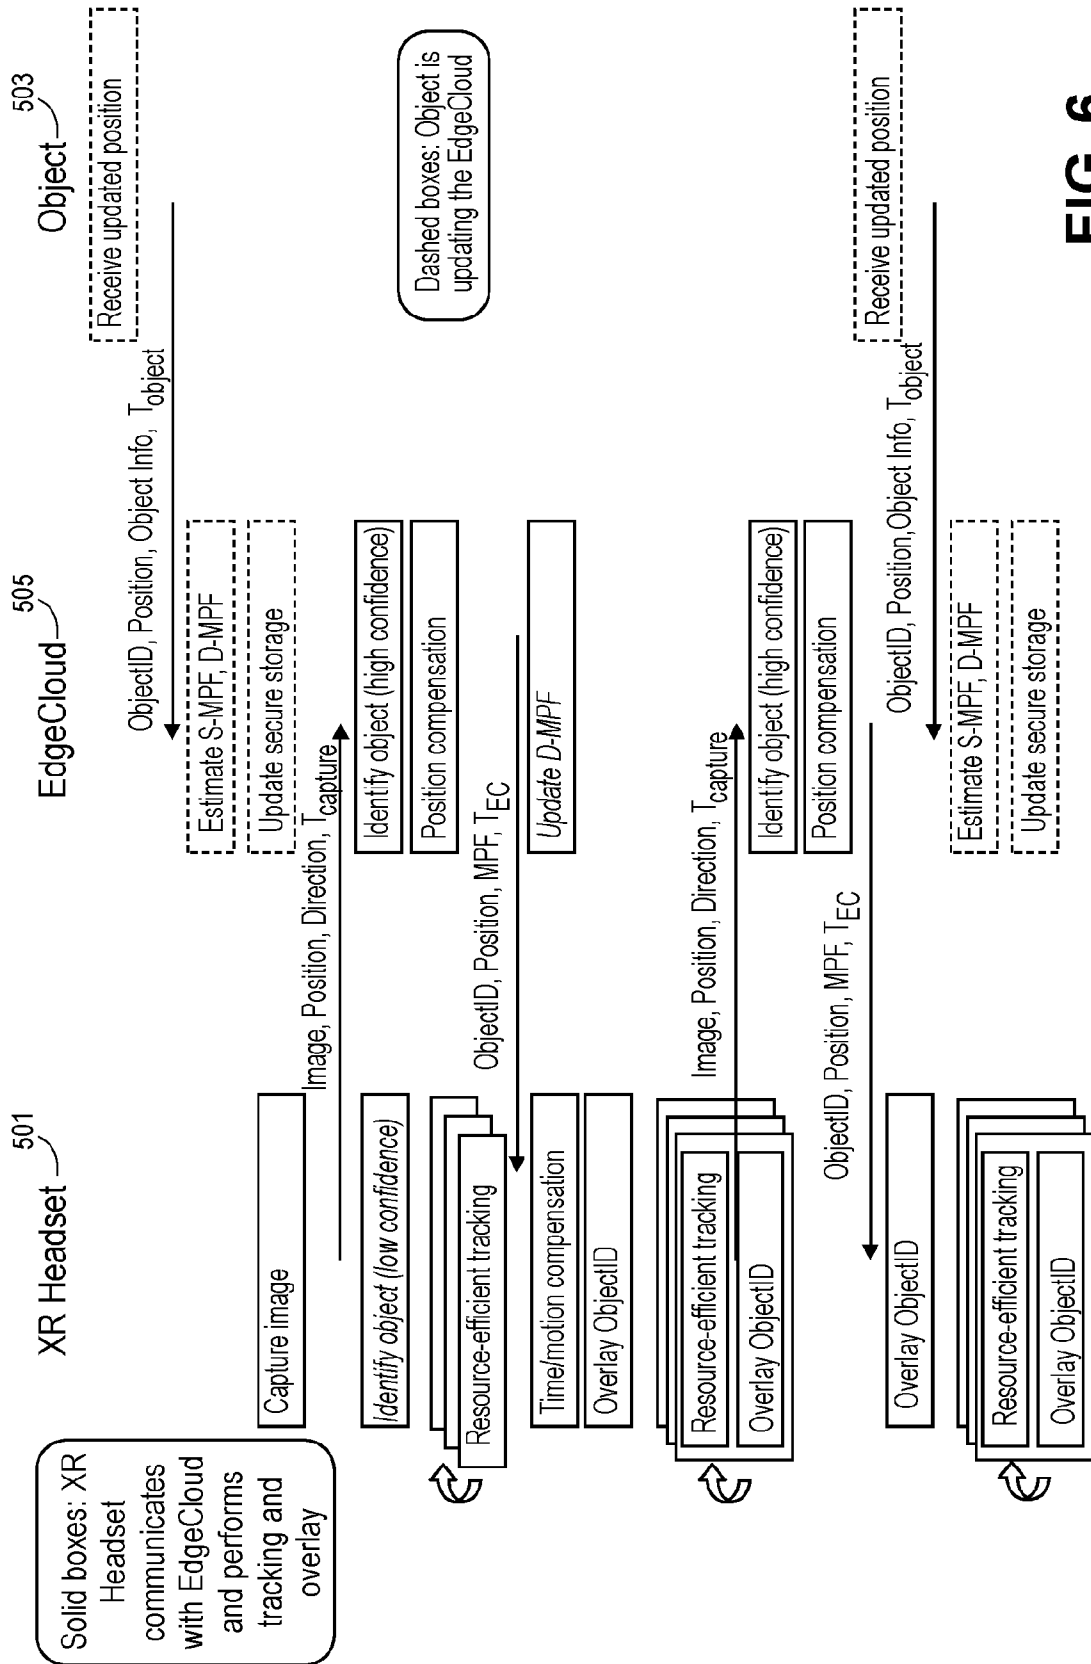 XR Headset 501
EdgeCloud 505
Object 503
Solid boxes: XR
Headset
communicates
with EdgeCloud
and performs
tracking and
overlay
Receive updated position
ObjectID, Position, Object Info, T_object
Estimate S-MPF, D-MPF
Update secure storage
Capture image
Image, Position, Direction, T_capture
Identify object (low confidence)
Identify object (high confidence)
Position compensation
Dashed boxes: Object is
updating the EdgeCloud
Resource-efficient tracking
ObjectID, Position, MPF, T_EC
Time/motion compensation
Overlay ObjectID
Update D-MPF
Resource-efficient tracking
Overlay ObjectID
Image, Position, Direction, T_capture
Identify object (high confidence)
Position compensation
ObjectID, Position, MPF, T_EC
Overlay ObjectID
Receive updated position
ObjectID, Position,Object Info, T_object
Estimate S-MPF, D-MPF
Update secure storage
Resource-efficient tracking
Overlay ObjectID
FIG. 6